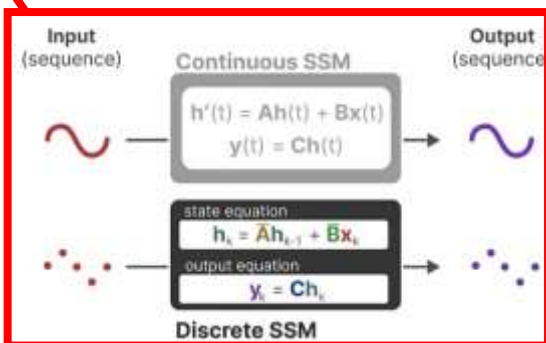 Input
(sequence)
Continuous SSM
Output
(sequence
h'(t) = Ah(t) + Bx(t)
y(t) = Ch(t)
state equation
hₖ = A̅hₖ₋₁ + B̅xₖ
output equation
yₖ = Chₖ
Discrete SSM